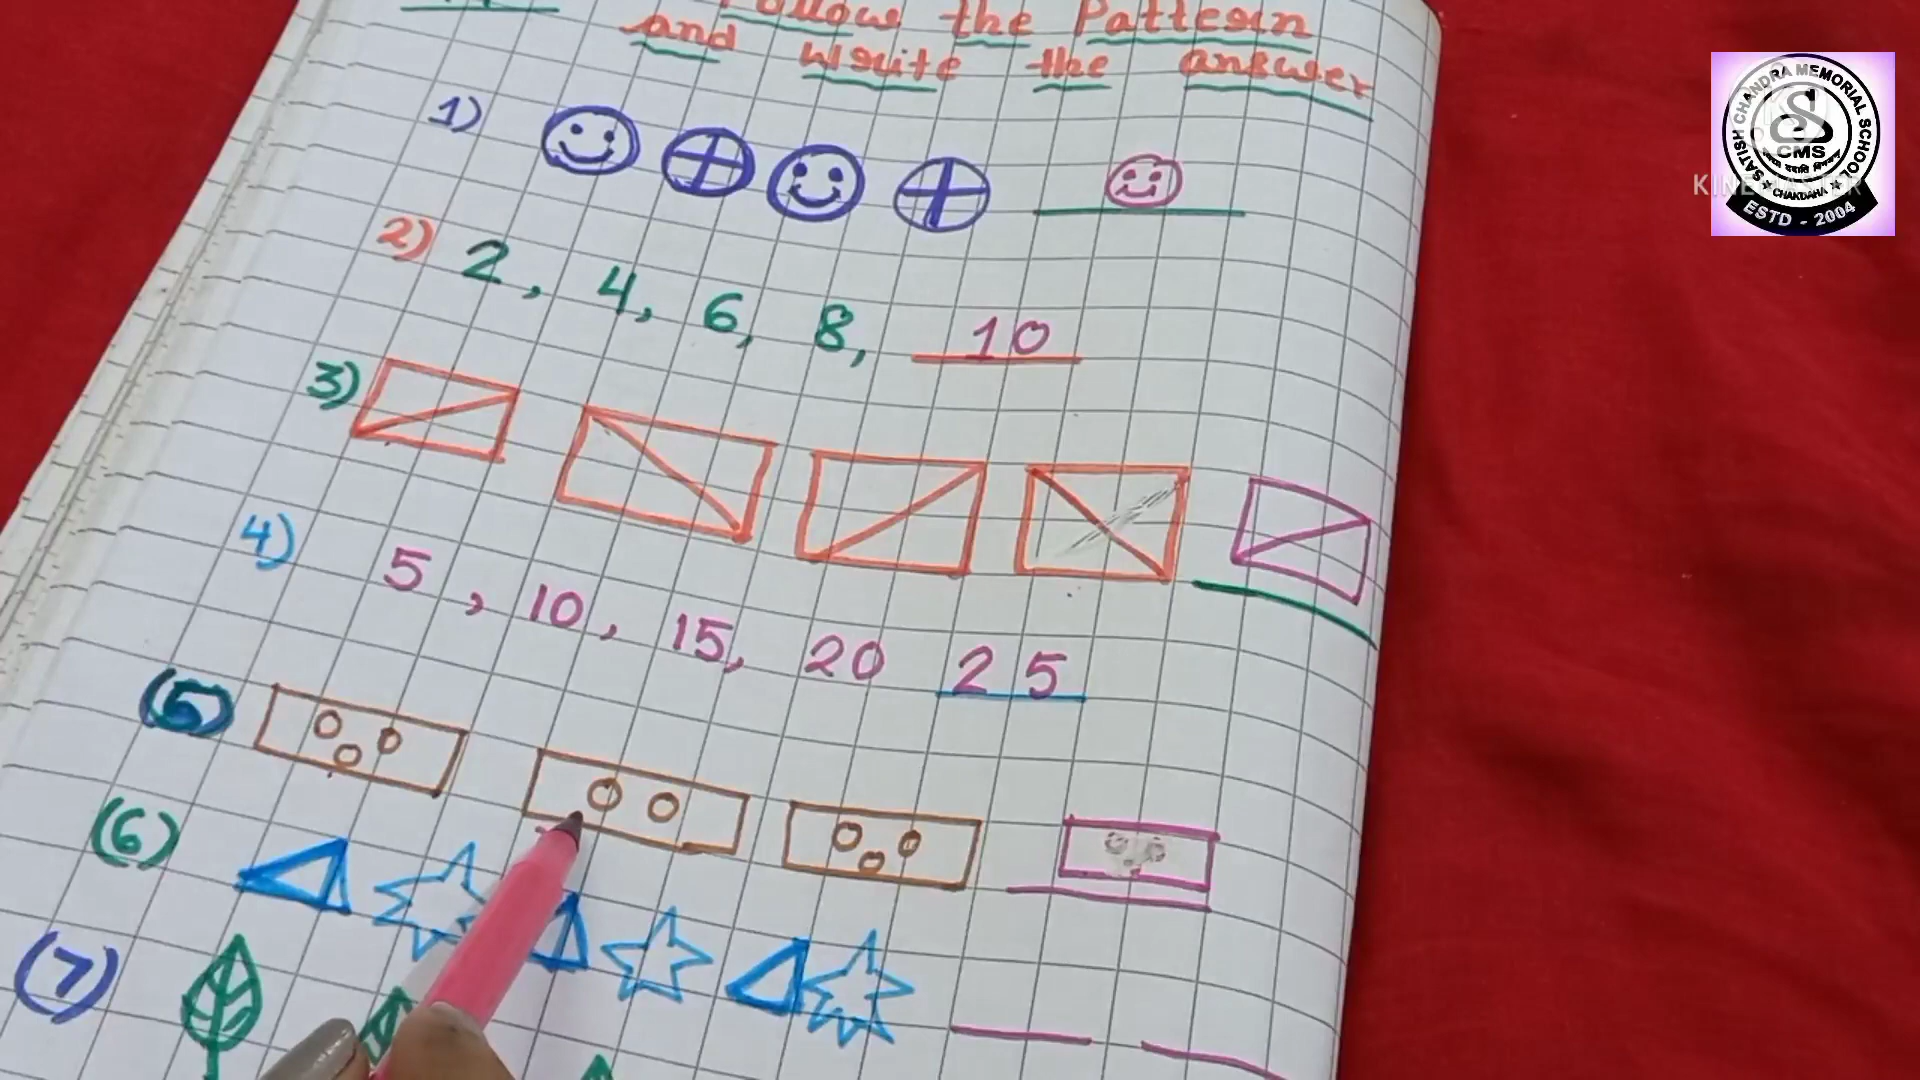 Follow the Pattern
and write the answer
1)
2) 2, 4, 6, 8, 10
3)
4) 5, 10, 15, 20 25
(5)
(6)
(7)
SATISH CHANDRA MEMORIAL SCHOOL
SCMS
CHAKDAHA
ESTD - 2004